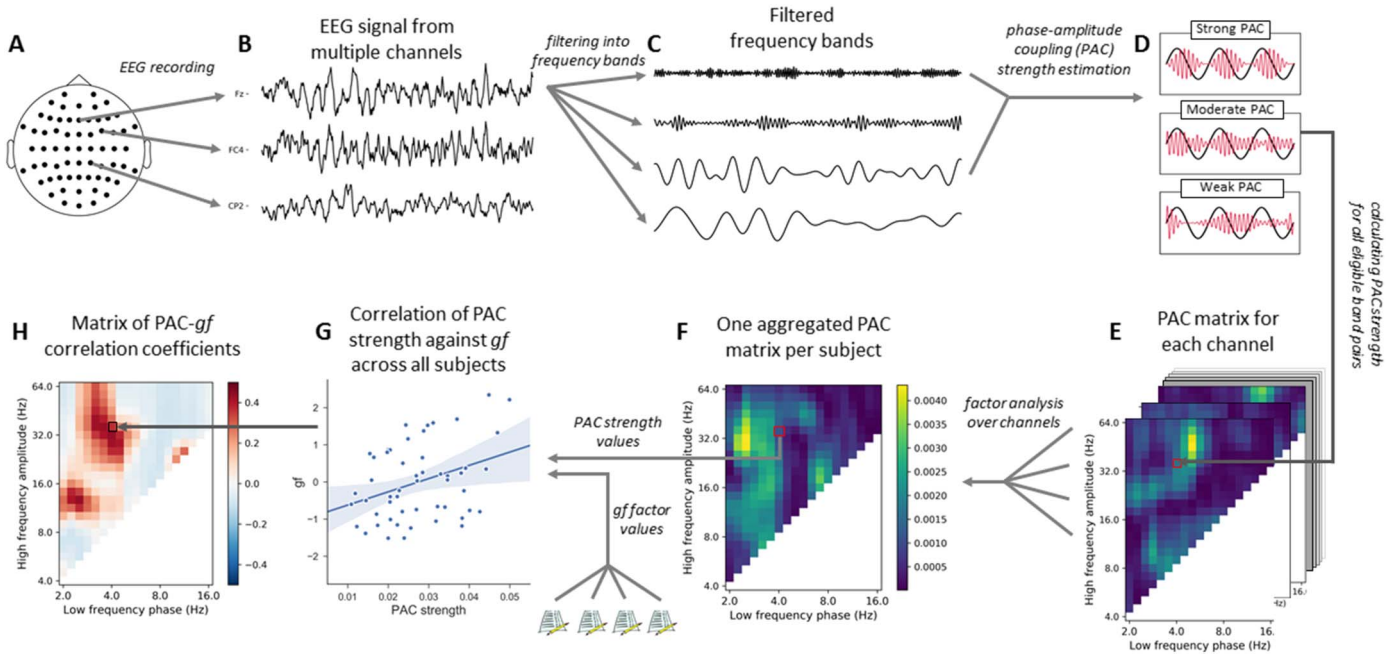 A
EEG recording
B
EEG signal from
multiple channels
Fz -
FC4 -
CP2 -
filtering into
frequency bands
C
Filtered
frequency bands
phase-amplitude
coupling (PAC)
strength estimation
D
Strong PAC
Moderate PAC
Weak PAC
calculating PAC strength
for all eligible band pairs
H
Matrix of PAC-gf
correlation coefficients
High frequency amplitude (Hz)
64.0
32.0
16.0
8.0
4.0
2.0 4.0 8.0 16.0
Low frequency phase (Hz)
0.4
0.2
0.0
−0.2
−0.4
G
Correlation of PAC
strength against gf
across all subjects
gf
2
1
0
−1
−2
0.01 0.02 0.03 0.04 0.05
PAC strength
PAC strength
values
gf factor
values
F
One aggregated PAC
matrix per subject
High frequency amplitude (Hz)
64.0
32.0
16.0
8.0
4.0
2.0 4.0 8.0 16.0
Low frequency phase (Hz)
0.0040
0.0035
0.0030
0.0025
0.0020
0.0015
0.0010
0.0005
factor analysis
over channels
E
PAC matrix for
each channel
High frequency amplitude (Hz)
64.0
32.0
16.0
8.0
4.0
2.0 4.0 8.0 16.
Low frequency phase (Hz)
16.
Hz)